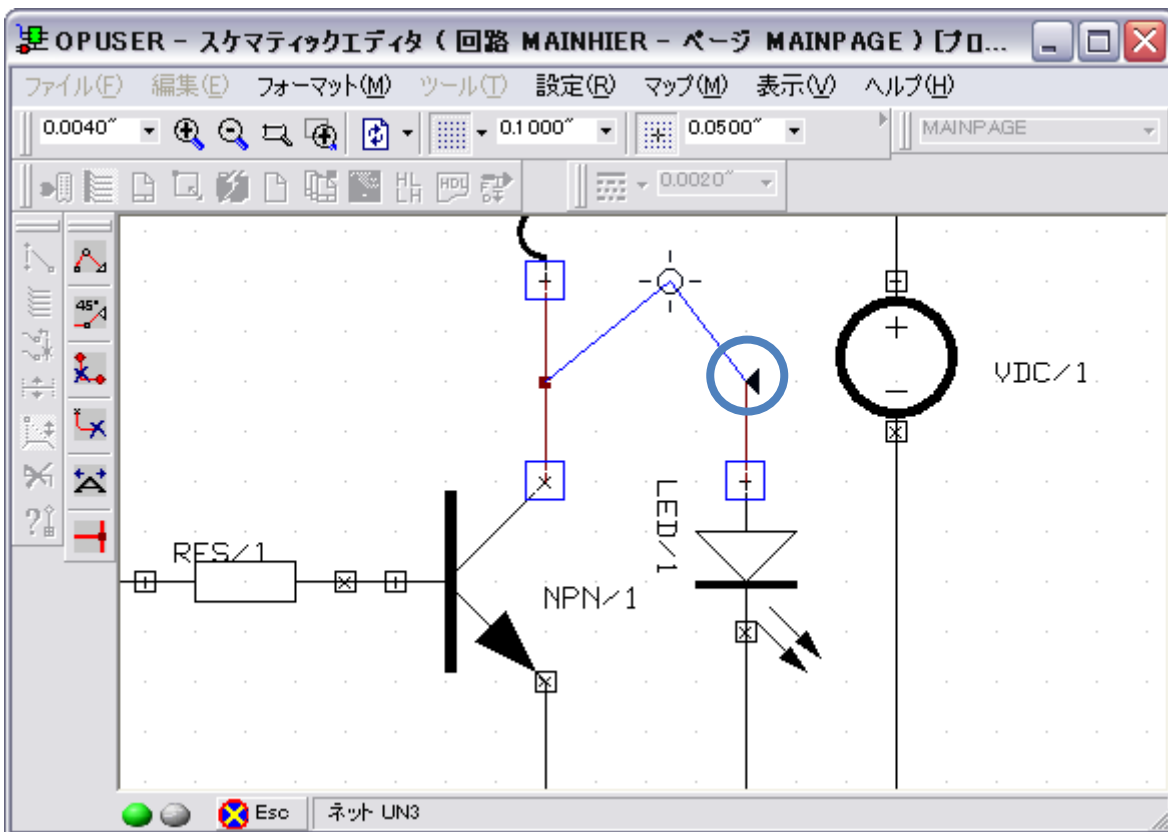 OPUSER - スケマティックエディタ ( 回路 MAINHIER - ページ MAINPAGE ) [プロ...
ファイル(F) 編集(E) フォーマット(M) ツール(T) 設定(R) マップ(M) 表示(V) ヘルプ(H)
0.0040" 0.1000" 0.0500" MAINPAGE
HL LH HDL 0.0020"
45°
VDC/1
LED/1
RES/1
NPN/1
Esc ネット UN3